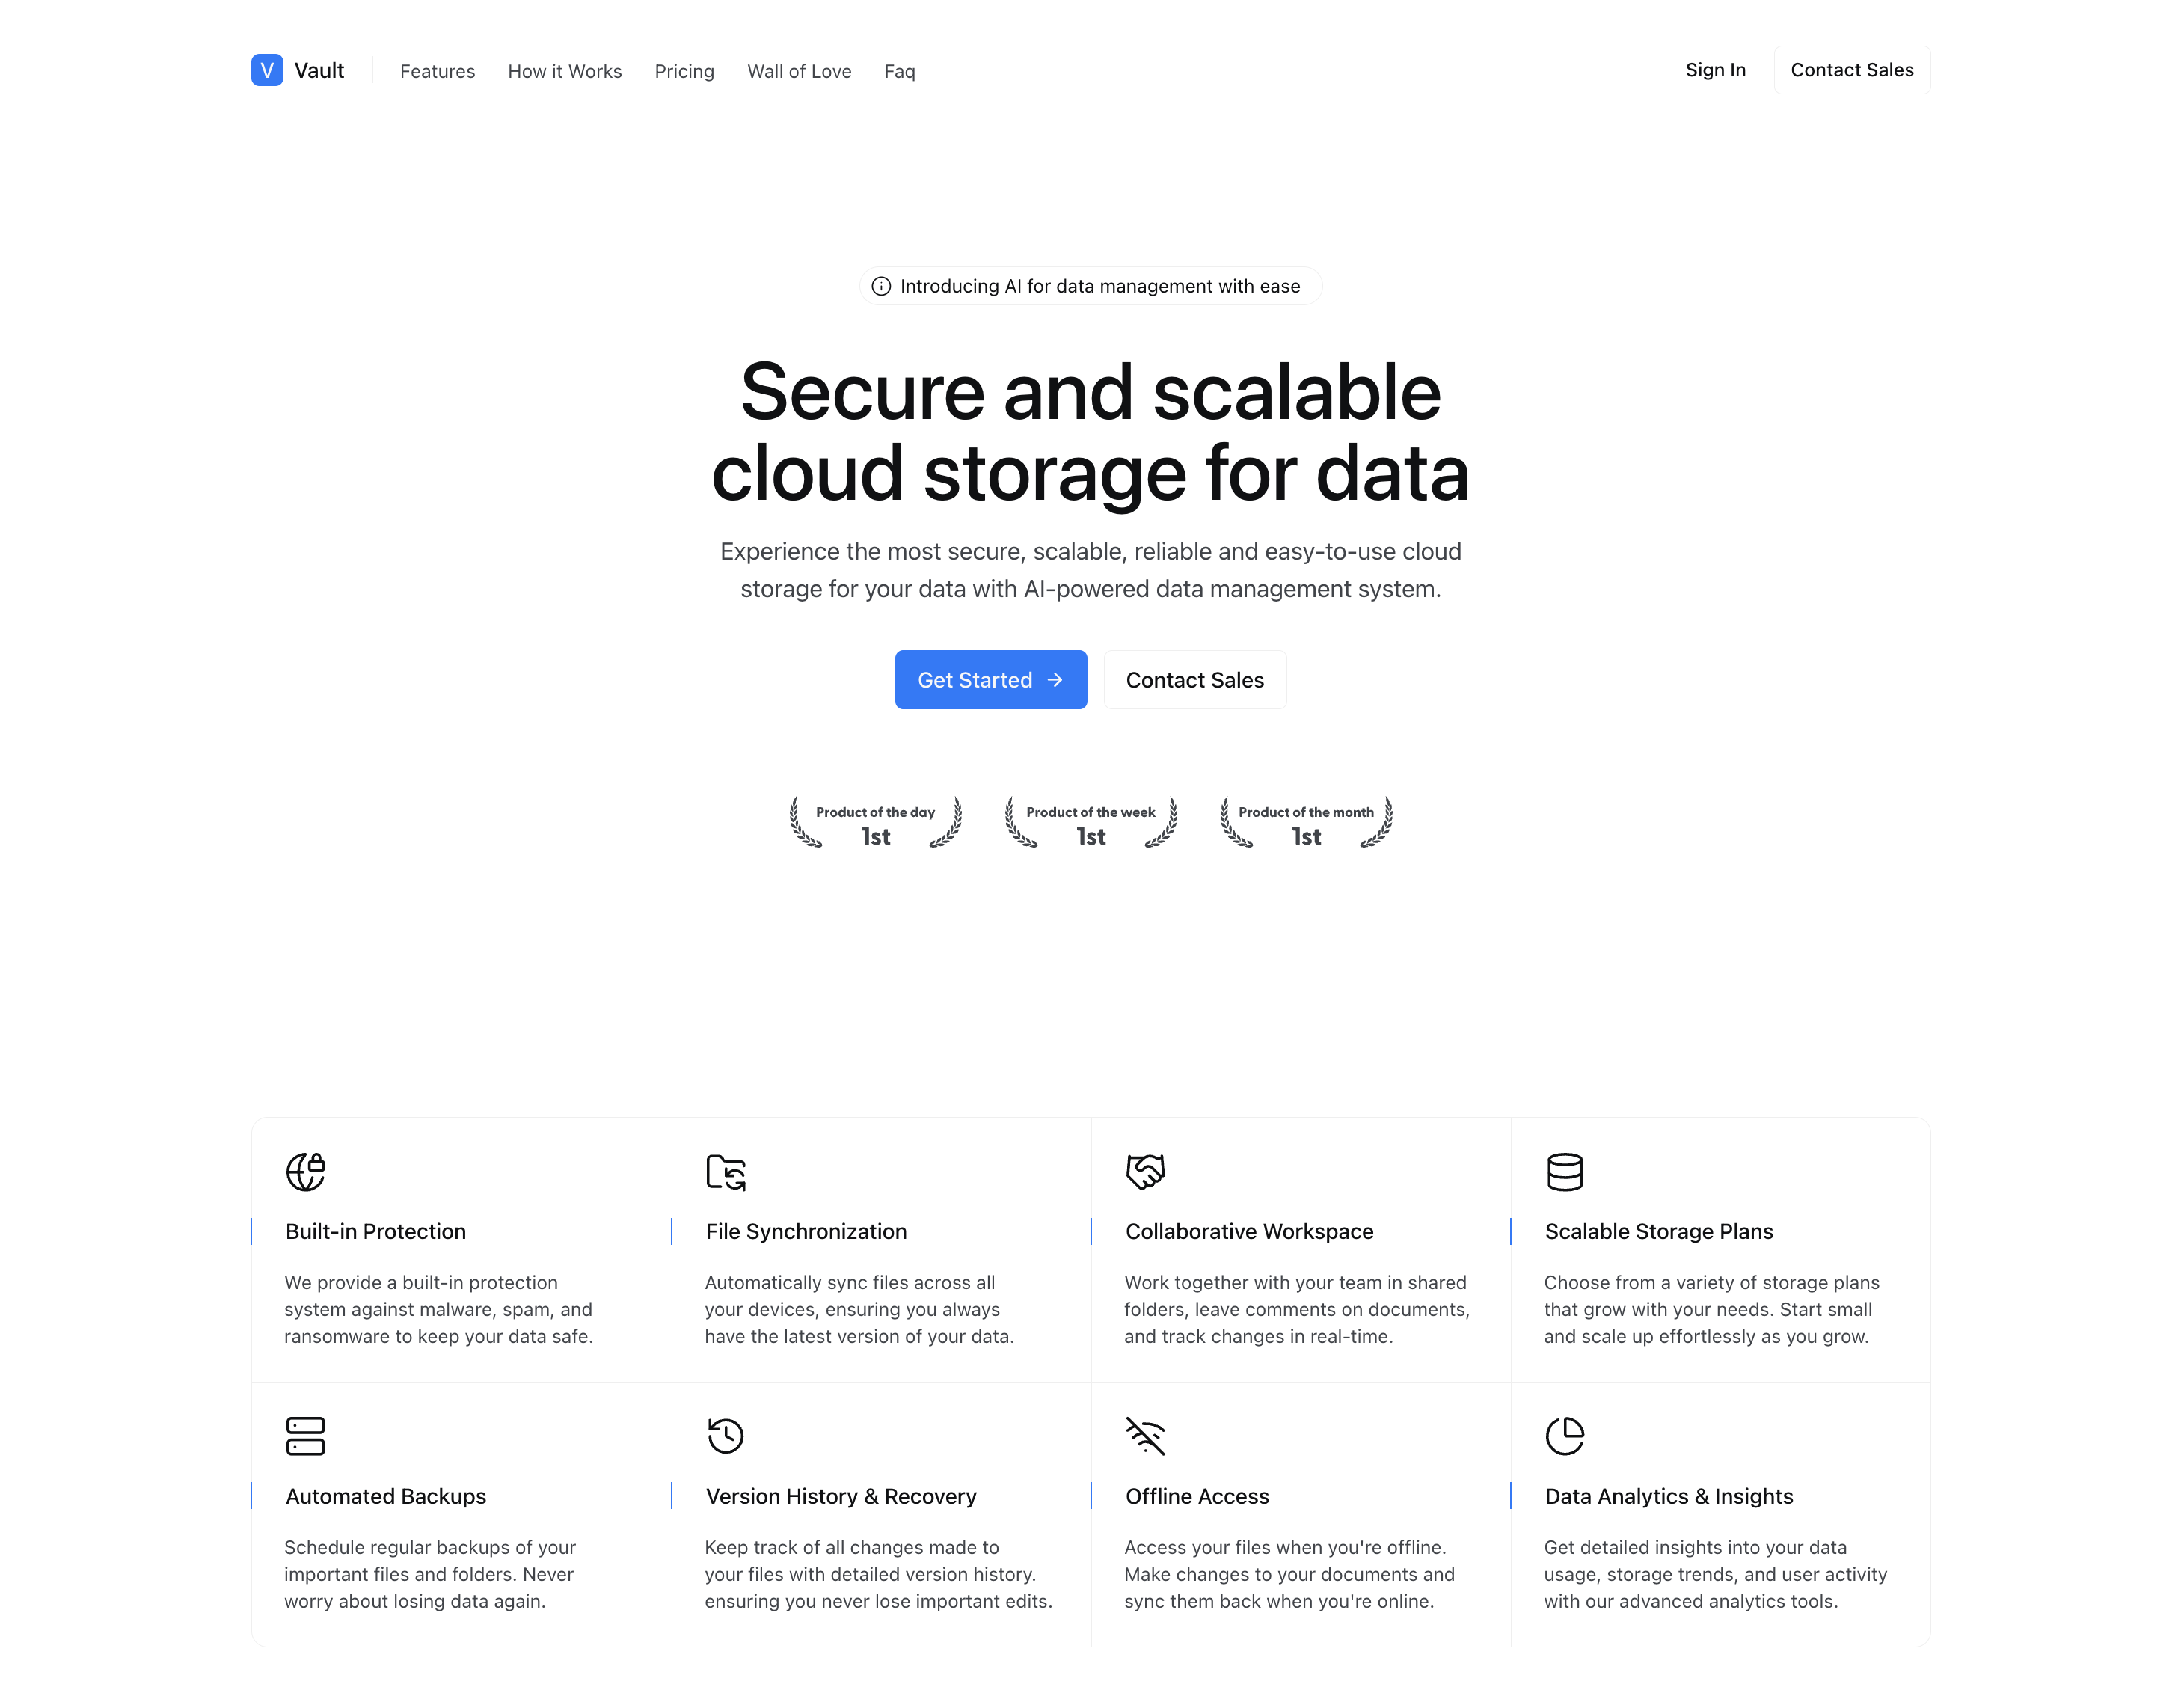 V Vault Features How it Works Pricing Wall of Love Faq Sign In Contact Sales
Introducing AI for data management with ease
Secure and scalable
cloud storage for data
Experience the most secure, scalable, reliable and easy-to-use cloud
storage for your data with AI-powered data management system.
Get Started Contact Sales
Product of the day
1st
Product of the week
1st
Product of the month
1st
Built-in Protection
We provide a built-in protection
system against malware, spam, and
ransomware to keep your data safe.
File Synchronization
Automatically sync files across all
your devices, ensuring you always
have the latest version of your data.
Collaborative Workspace
Work together with your team in shared
folders, leave comments on documents,
and track changes in real-time.
Scalable Storage Plans
Choose from a variety of storage plans
that grow with your needs. Start small
and scale up effortlessly as you grow.
Automated Backups
Schedule regular backups of your
important files and folders. Never
worry about losing data again.
Version History & Recovery
Keep track of all changes made to
your files with detailed version history.
ensuring you never lose important edits.
Offline Access
Access your files when you're offline.
Make changes to your documents and
sync them back when you're online.
Data Analytics & Insights
Get detailed insights into your data
usage, storage trends, and user activity
with our advanced analytics tools.